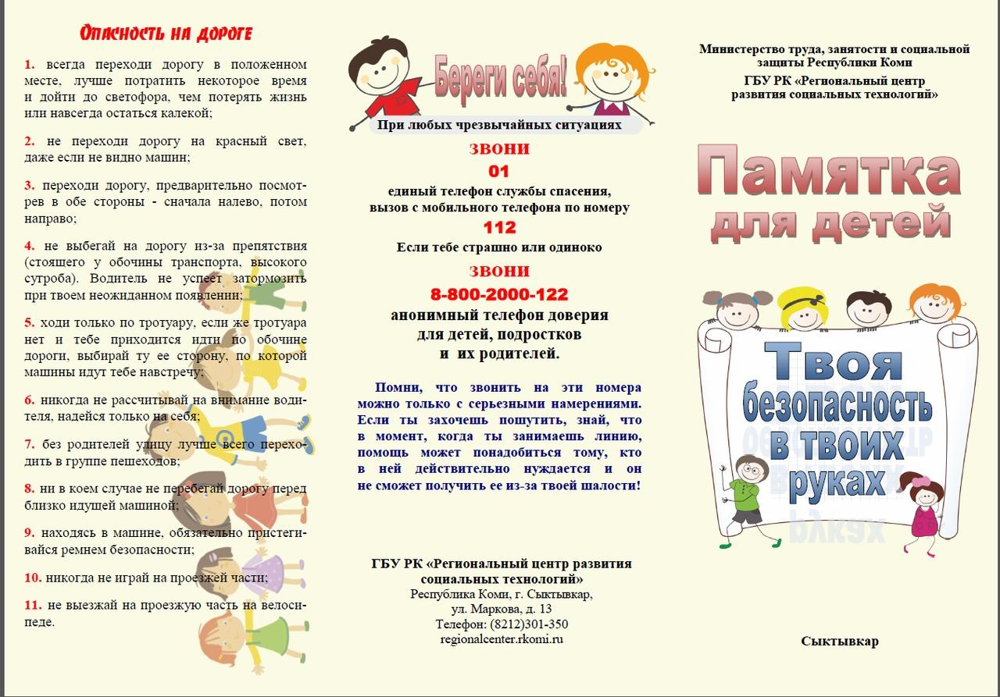 Опасность на дороге
1. всегда переходи дорогу в положенном
месте, лучше потратить некоторое время
и дойти до светофора, чем потерять жизнь
или навсегда остаться калекой;
2. не переходи дорогу на красный свет,
даже если не видно машин;
3. переходи дорогу, предварительно посмот-
рев в обе стороны - сначала налево, потом
направо;
4. не выбегай на дорогу из-за препятствия
(стоящего у обочины транспорта, высокого
сугроба). Водитель не успеет затормозить
при твоем неожиданном появлении;
5. ходи только по тротуару, если же тротуара
нет и тебе приходится идти по обочине
дороги, выбирай ту ее сторону, по которой
машины идут тебе навстречу;
6. никогда не рассчитывай на внимание води-
теля, надейся только на себя;
7. без родителей улицу лучше всего перехо-
дить в группе пешеходов;
8. ни в коем случае не перебегай дорогу перед
близко идущей машиной;
9. находясь в машине, обязательно пристеги-
вайся ремнем безопасности;
10. никогда не играй на проезжей части;
11. не выезжай на проезжую часть на велоси-
педе.
Береги себя!
При любых чрезвычайных ситуациях
звони
01
единый телефон службы спасения,
вызов с мобильного телефона по номеру
112
Если тебе страшно или одиноко
звони
8-800-2000-122
анонимный телефон доверия
для детей, подростков
и их родителей.
Помни, что звонить на эти номера
можно только с серьезными намерениями.
Если ты захочешь пошутить, знай, что
в момент, когда ты занимаешь линию,
помощь может понадобиться тому, кто
в ней действительно нуждается и он
не сможет получить ее из-за твоей шалости!
ГБУ РК «Региональный центр развития
социальных технологий»
Республика Коми, г. Сыктывкар,
ул. Маркова, д. 13
Телефон: (8212)301-350
regionalcenter.rkomi.ru
Министерство труда, занятости и социальной
защиты Республики Коми
ГБУ РК «Региональный центр
развития социальных технологий»
Памятка
для детей
Твоя
безопасность
в твоих
руках
Сыктывкар